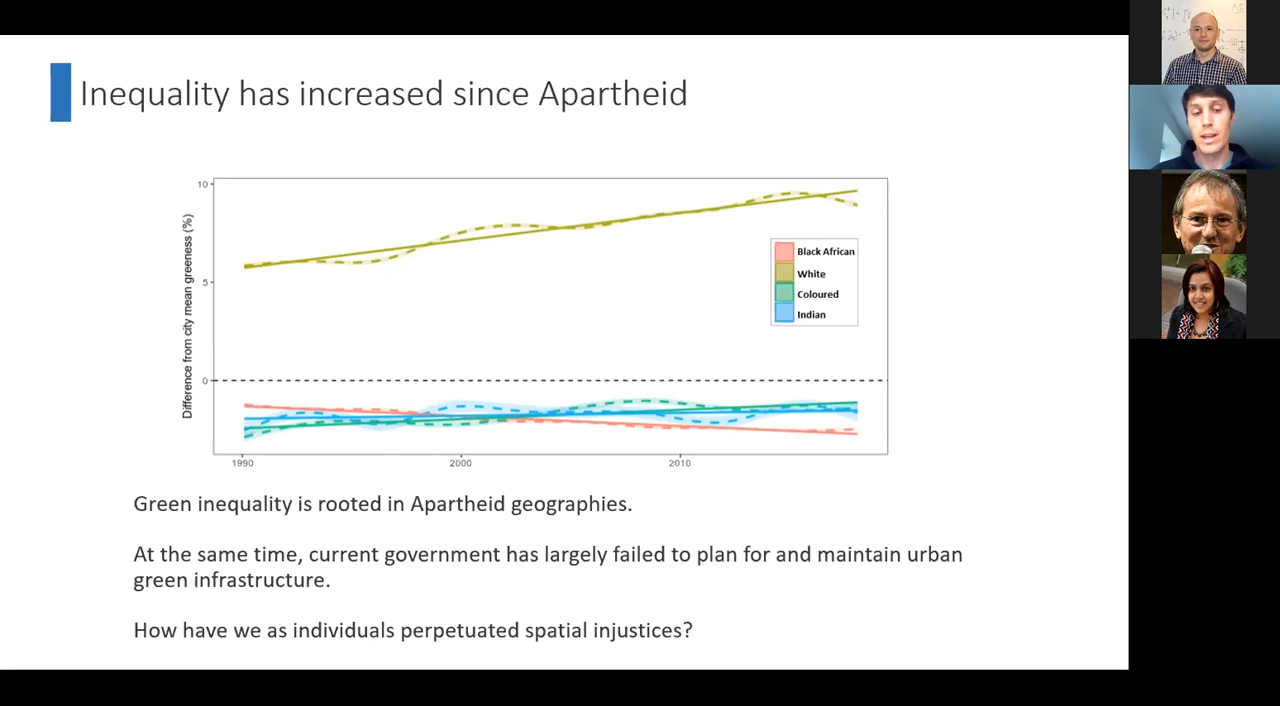 Inequality has increased since Apartheid
10
5
0
Difference from city mean greeness (%)
Black African
White
Coloured
Indian
1990
2000
2010
Green inequality is rooted in Apartheid geographies.
At the same time, current government has largely failed to plan for and maintain urban
green infrastructure.
How have we as individuals perpetuated spatial injustices?